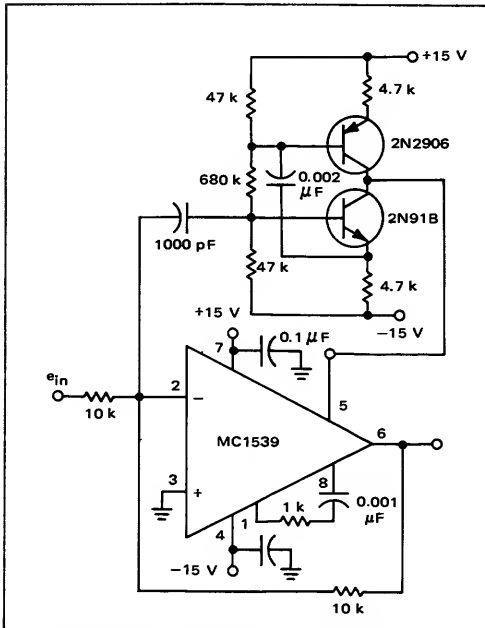 +15 V
47 k
4.7 k
2N2906
680 k
0.002
μF
2N91B
1000 pF
47 k
4.7 k
+15 V
-15 V
0.1 μF
7
5
e_in
2
-
10 k
MC1539
6
3
+
8
0.001
μF
1 k
4
1
-15 V
10 k